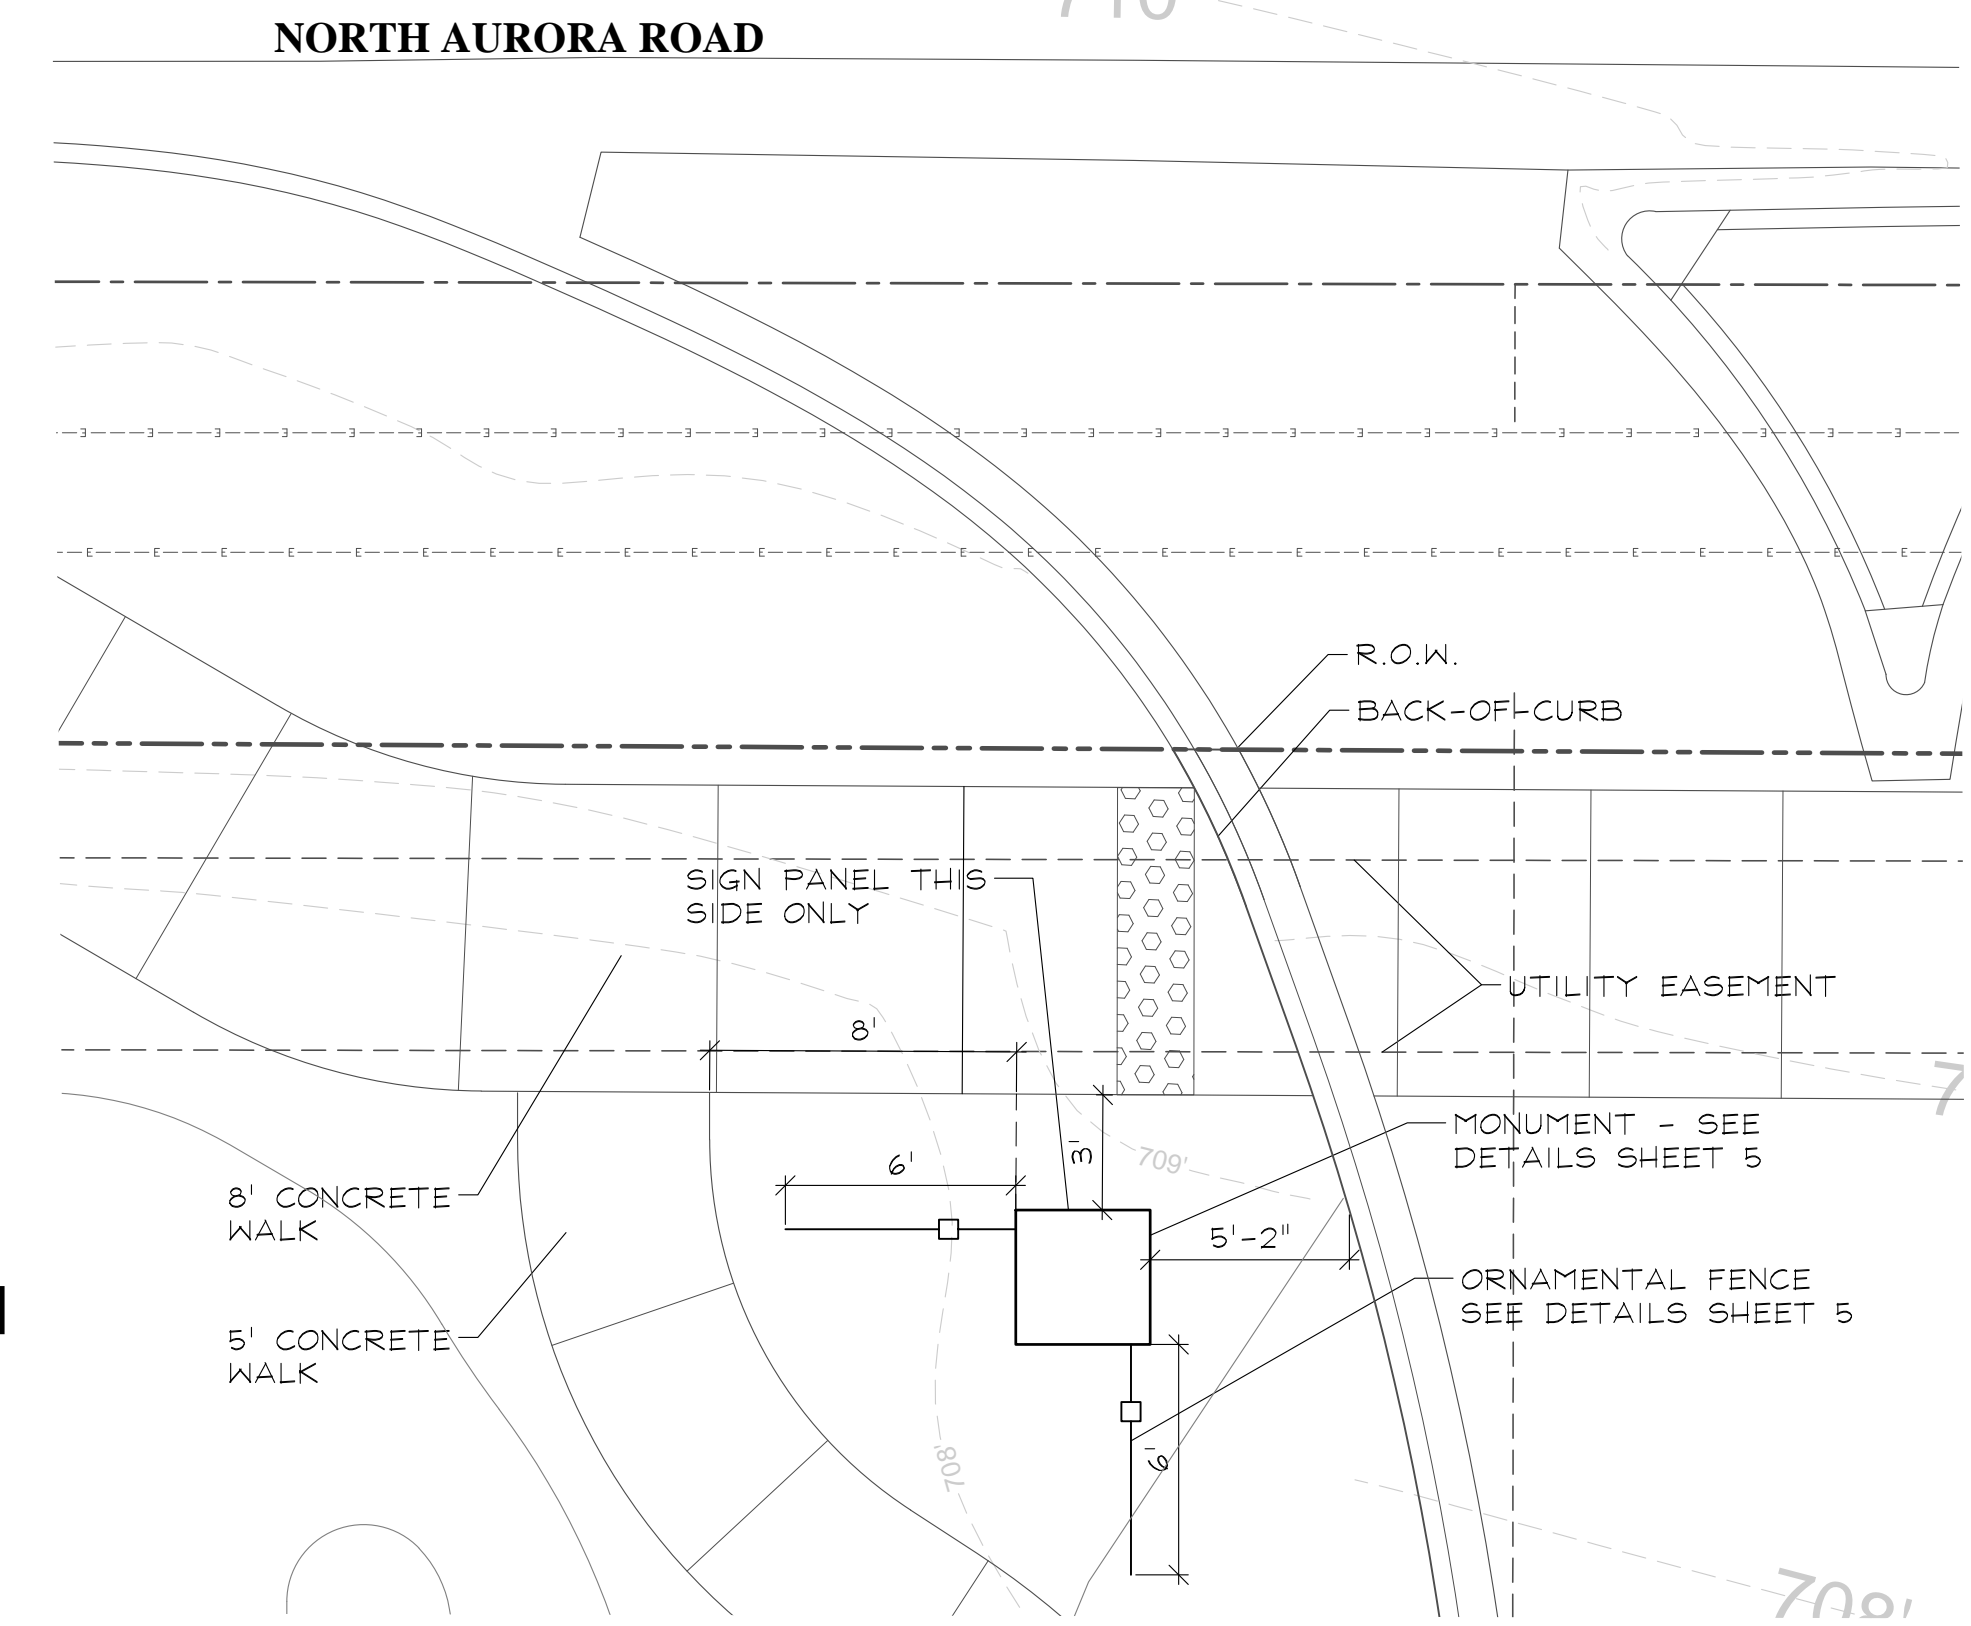 710'
NORTH AURORA ROAD
R.O.W.
BACK-OF-CURB
SIGN PANEL THIS
SIDE ONLY
UTILITY EASEMENT
8'
MONUMENT - SEE
DETAILS SHEET 5
3'
709'
6'
8' CONCRETE
WALK
5'-2"
ORNAMENTAL FENCE
SEE DETAILS SHEET 5
5' CONCRETE
WALK
6'
708'
708'